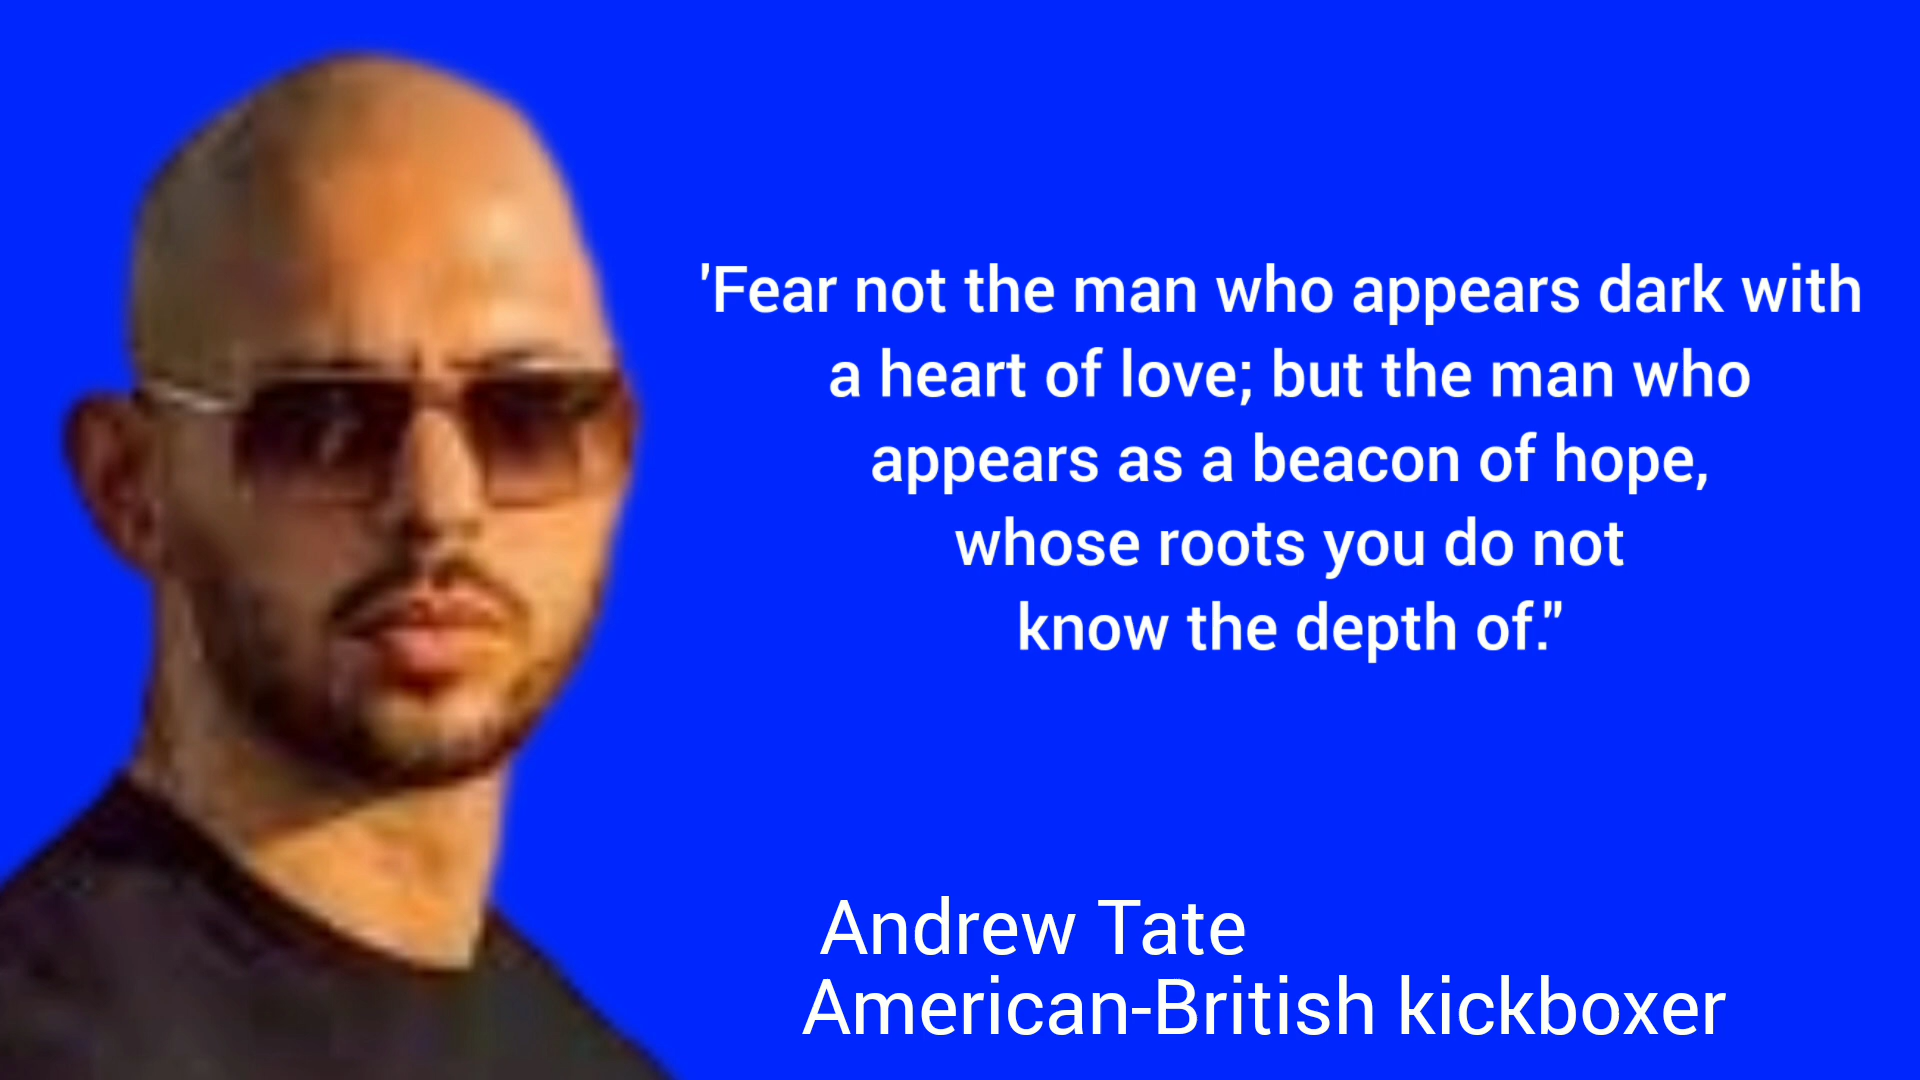 'Fear not the man who appears dark with
a heart of love; but the man who
appears as a beacon of hope,
whose roots you do not
know the depth of."
Andrew Tate
American-British kickboxer